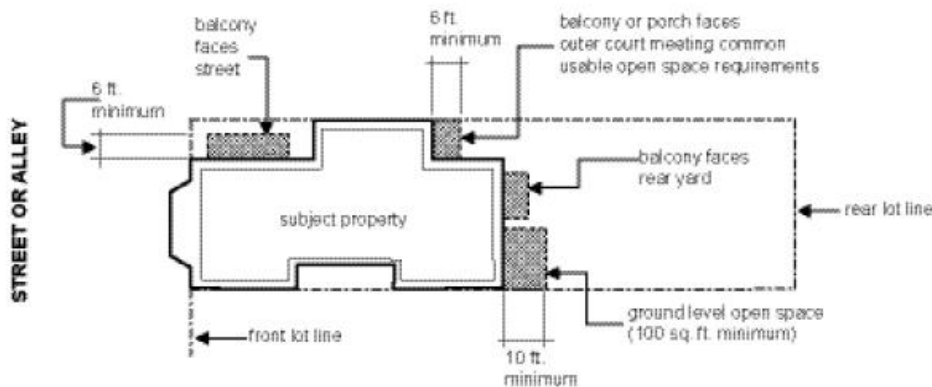 balcony
faces
street
6 ft.
minimum
balcony or porch faces
outer court meeting common
usable open space requirements
6 ft.
minimum
STREET OR ALLEY
balcony faces
rear yard
subject property
rear lot line
front lot line
ground level open space
(100 sq. ft. minimum)
10 ft.
minimum